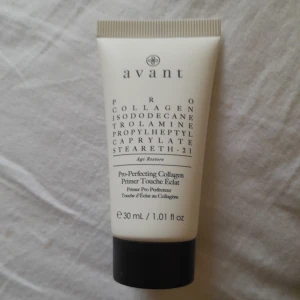 avant
PRO
COLLAGEN
ISODODECANE
TROLAMINE
PROPYLHEPTYL
CAPRYLATE
STEARETH-21
Age Restore
Pro-Perfecting Collagen
Primer Touche Éclat
Primer Pro Perfecteur
Touche d'Éclat au Collagène
e 30 mL / 1.01 fl oz